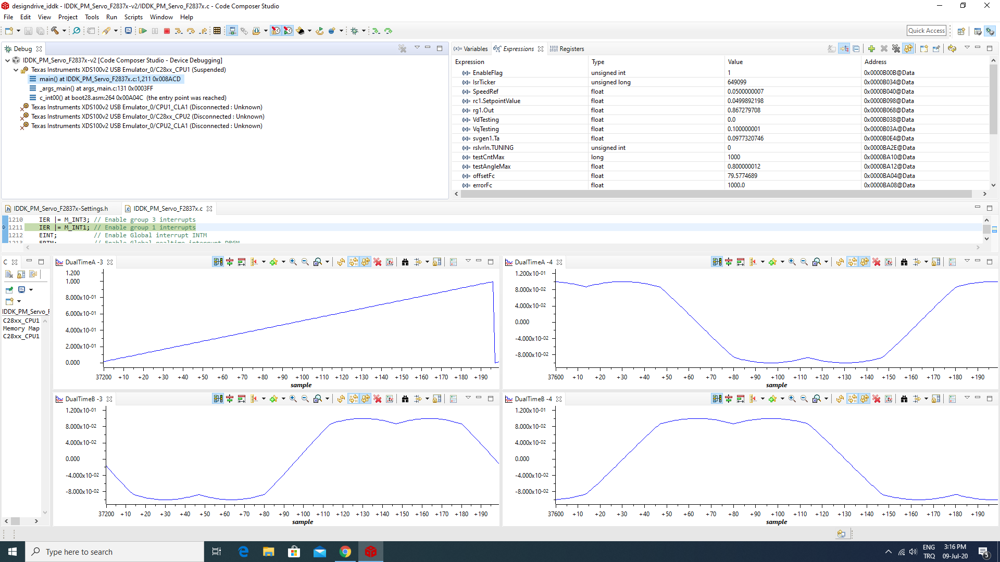 designdrive_iddk - IDDK_PM_Servo_F2837x-v2/IDDK_PM_Servo_F2837x.c - Code Composer Studio
File Edit View Project Tools Run Scripts Window Help
Quick Access
Debug
IDDK_PM_Servo_F2837x-v2 [Code Composer Studio - Device Debugging]
Texas Instruments XDS100v2 USB Emulator_0/C28xx_CPU1 (Suspended)
main() at IDDK_PM_Servo_F2837x.c:1,211 0x008ACD
_args_main() at args_main.c:131 0x0003FF
c_int00() at boot28.asm:264 0x00A04C (the entry point was reached)
Texas Instruments XDS100v2 USB Emulator_0/CPU1_CLA1 (Disconnected : Unknown)
Texas Instruments XDS100v2 USB Emulator_0/C28xx_CPU2 (Disconnected : Unknown)
Texas Instruments XDS100v2 USB Emulator_0/CPU2_CLA1 (Disconnected : Unknown)
(x)= Variables Expressions 1010 0101 Registers
Expression Type Value Address
(x)= EnableFlag unsigned int 1 0x0000B00B@Data
(x)= IsrTicker unsigned long 649099 0x0000B034@Data
(x)= SpeedRef float 0.0500000007 0x0000B040@Data
(x)= rc1.SetpointValue float 0.0499892198 0x0000B098@Data
(x)= rg1.Out float 0.867279708 0x0000B068@Data
(x)= VdTesting float 0.0 0x0000B038@Data
(x)= VqTesting float 0.100000001 0x0000B03A@Data
(x)= svgen1.Ta float 0.0977320746 0x0000B0E4@Data
(x)= rslvrIn.TUNING unsigned int 0 0x0000BA2E@Data
(x)= testCntMax long 1000 0x0000BA10@Data
(x)= testAngleMax float 0.800000012 0x0000BA12@Data
(x)= offsetFc float 79.5774689 0x0000BA04@Data
(x)= errorFc float 1000.0 0x0000BA08@Data
IDDK_PM_Servo_F2837x-Settings.h IDDK_PM_Servo_F2837x.c
1210 IER |= M_INT3; // Enable group 3 interrupts
1211 IER |= M_INT1; // Enable group 1 interrupts
1212 EINT; // Enable Global interrupt INTM
1213 ERTM; // Enable Global realtime interrupt DBGM
C
IDDK_PM_Servo_F
C28xx_CPU1
Memory Map
C28xx_CPU1
DualTimeA -3
1.200
1.000
8.000x10-01
6.000x10-01
4.000x10-01
2.000x10-01
0.000
37200 +10 +20 +30 +40 +50 +60 +70 +80 +90 +100 +110 +120 +130 +140 +150 +160 +170 +180 +190
sample
DualTimeA -4
1.200x10-01
8.000x10-02
4.000x10-02
0.000
-4.000x10-02
-8.000x10-02
37600 +10 +20 +30 +40 +50 +60 +70 +80 +90 +100 +110 +120 +130 +140 +150 +160 +170 +180 +190
sample
DualTimeB -3
1.200x10-01
8.000x10-02
4.000x10-02
0.000
-4.000x10-02
-8.000x10-02
37200 +10 +20 +30 +40 +50 +60 +70 +80 +90 +100 +110 +120 +130 +140 +150 +160 +170 +180 +190
sample
DualTimeB -4
1.200x10-01
8.000x10-02
4.000x10-02
0.000
-4.000x10-02
-8.000x10-02
37600 +10 +20 +30 +40 +50 +60 +70 +80 +90 +100 +110 +120 +130 +140 +150 +160 +170 +180 +190
sample
Type here to search
ENG
TRQ
3:16 PM
09-Jul-20
5